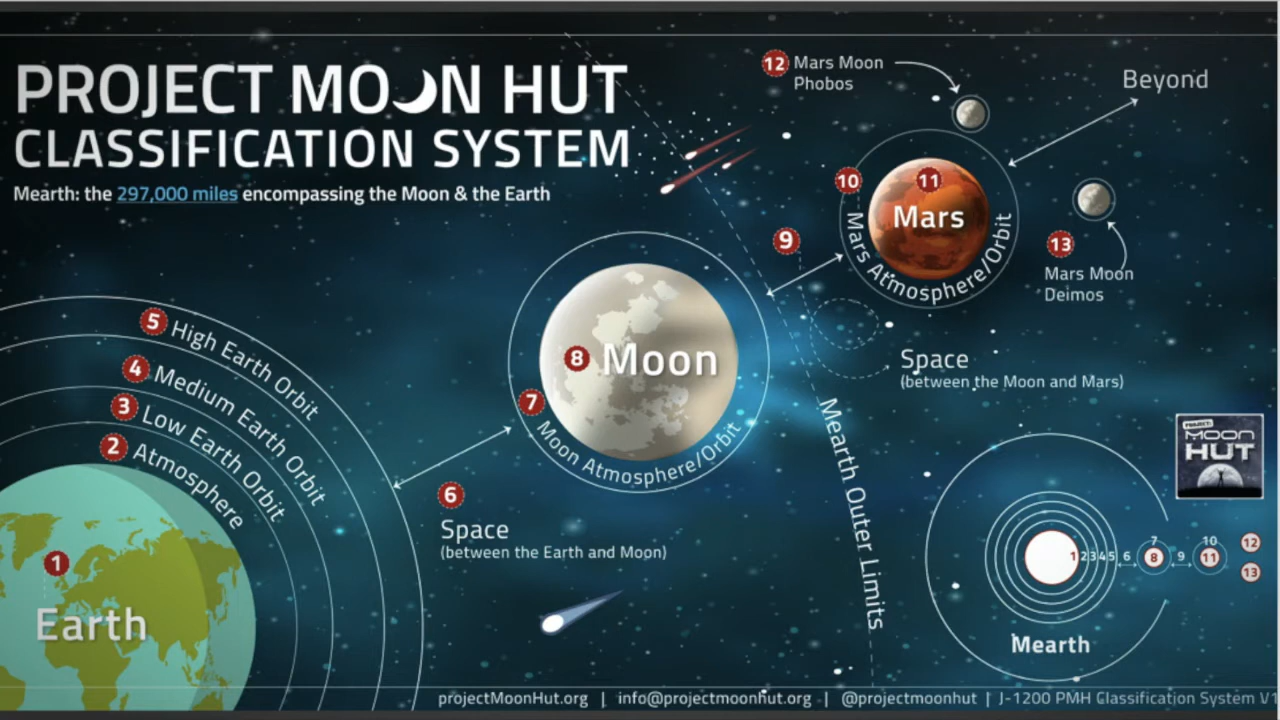 PROJECT MOON HUT
CLASSIFICATION SYSTEM
Mearth: the 297,000 miles encompassing the Moon & the Earth
12 Mars Moon
Phobos
Beyond
10
11
Mars
Mars Atmosphere/Orbit
9
13
Mars Moon
Deimos
5 High Earth Orbit
4 Medium Earth Orbit
3 Low Earth Orbit
2 Atmosphere
1
Earth
8 Moon
7 Moon Atmosphere/Orbit
6
Space
(between the Earth and Moon)
Space
(between the Moon and Mars)
Mearth Outer Limits
PROJECT:
MOON
HUT
7 10 12
1 2 3 4 5 6 8 9 11
13
Mearth
projectMoonHut.org | info@projectmoonhut.org | @projectmoonhut | J-1200 PMH Classification System V1